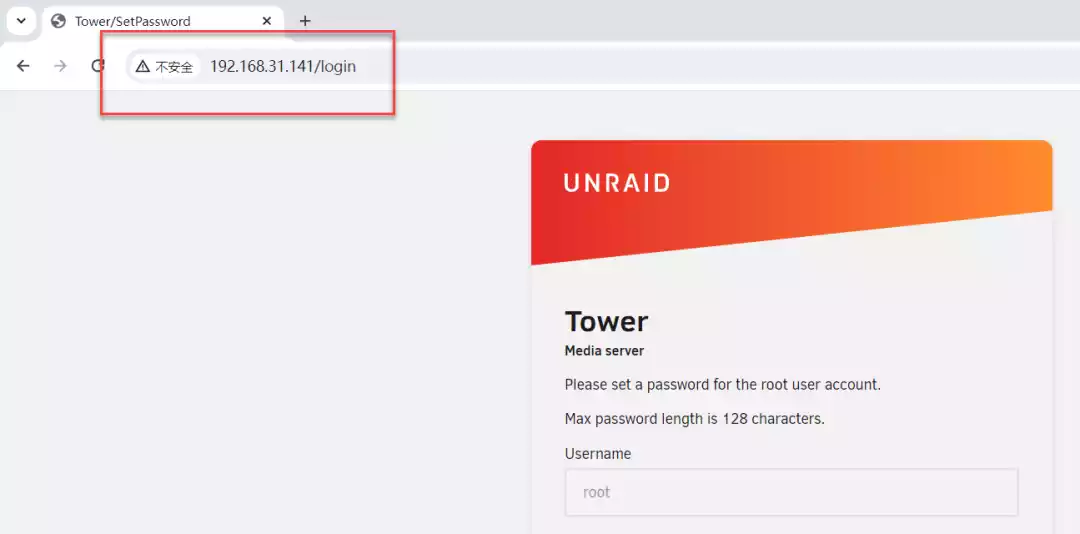 Tower/SetPassword
不安全 192.168.31.141/login
UNRAID
Tower
Media server
Please set a password for the root user account.
Max password length is 128 characters.
Username
root